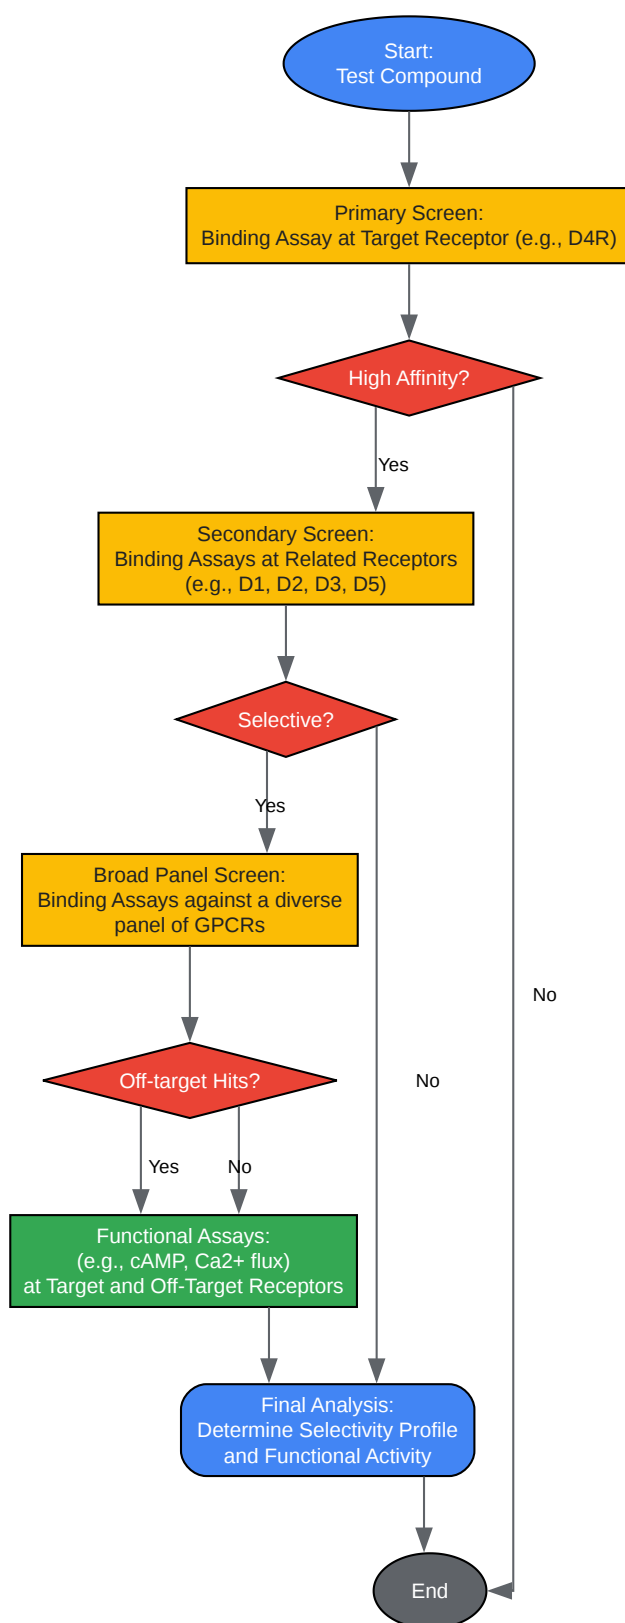 Start:
Test Compound
Primary Screen:
Binding Assay at Target Receptor (e.g., D4R)
High Affinity?
Yes
Secondary Screen:
Binding Assays at Related Receptors
(e.g., D1, D2, D3, D5)
Selective?
Yes
Broad Panel Screen:
Binding Assays against a diverse
panel of GPCRs
No
Off-target Hits?
No
Yes
No
Functional Assays:
(e.g., cAMP, Ca2+ flux)
at Target and Off-Target Receptors
Final Analysis:
Determine Selectivity Profile
and Functional Activity
End